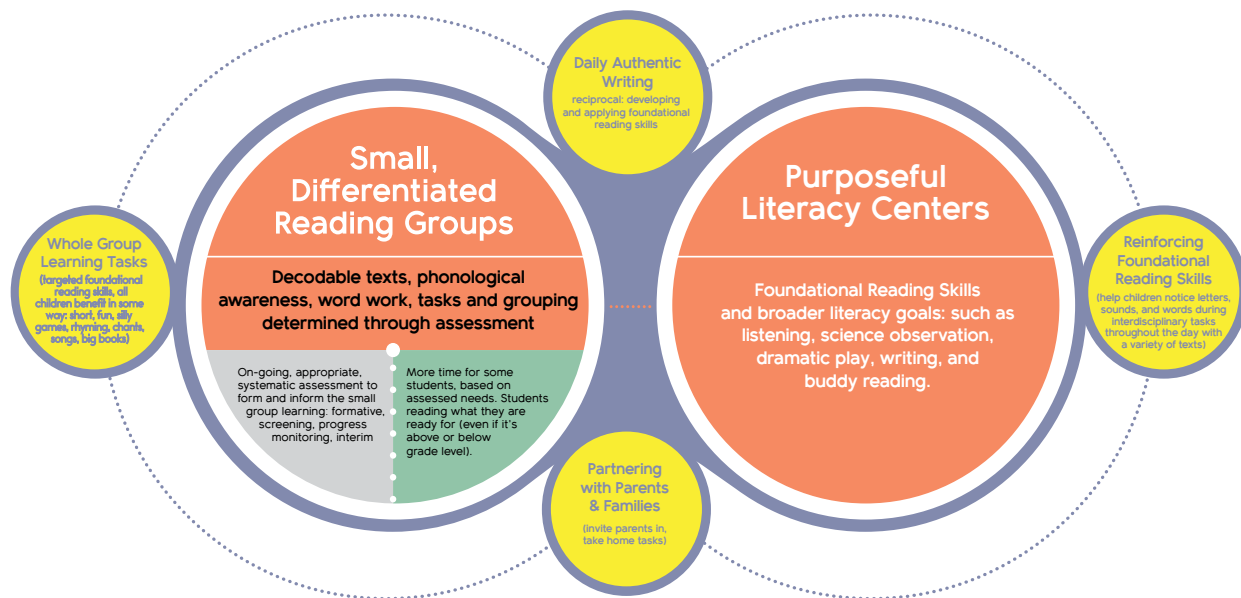 Daily Authentic
Writing
reciprocal: developing
and applying foundational
reading skills
Small,
Differentiated
Reading Groups
Decodable texts, phonological
awareness, word work, tasks and grouping
determined through assessment
On-going, appropriate,
systematic assessment to
form and inform the small
group learning: formative,
screening, progress
monitoring, interim
More time for some
students, based on
assessed needs. Students
reading what they are
ready for (even if it's
above or below
grade level).
Purposeful
Literacy Centers
Foundational Reading Skills
and broader literacy goals: such as
listening, science observation,
dramatic play, writing, and
buddy reading.
Whole Group
Learning Tasks
(targeted foundational
reading skills, all
children benefit in some
way: short, fun, silly
games, rhyming, chants,
songs, big books)
Reinforcing
Foundational
Reading Skills
(help children notice letters,
sounds, and words during
interdisciplinary tasks
throughout the day with
a variety of texts)
Partnering
with Parents
& Families
(invite parents in,
take home tasks)